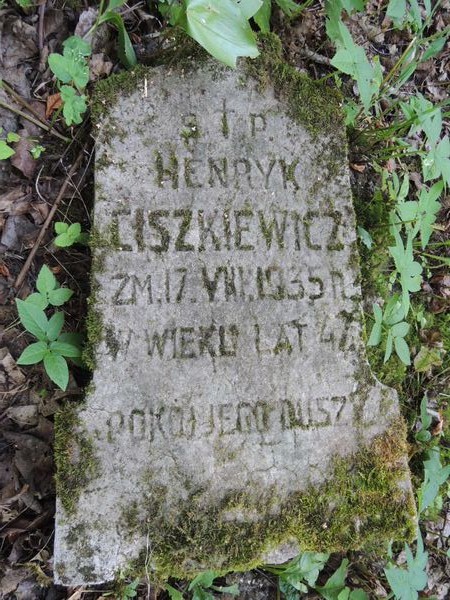 Ś † P.
HENRYK
CISZKIEWICZ
ZM. 17. VIII. 1935 R.
W WIEKU LAT 47.
POKÓJ JEGO DUSZY